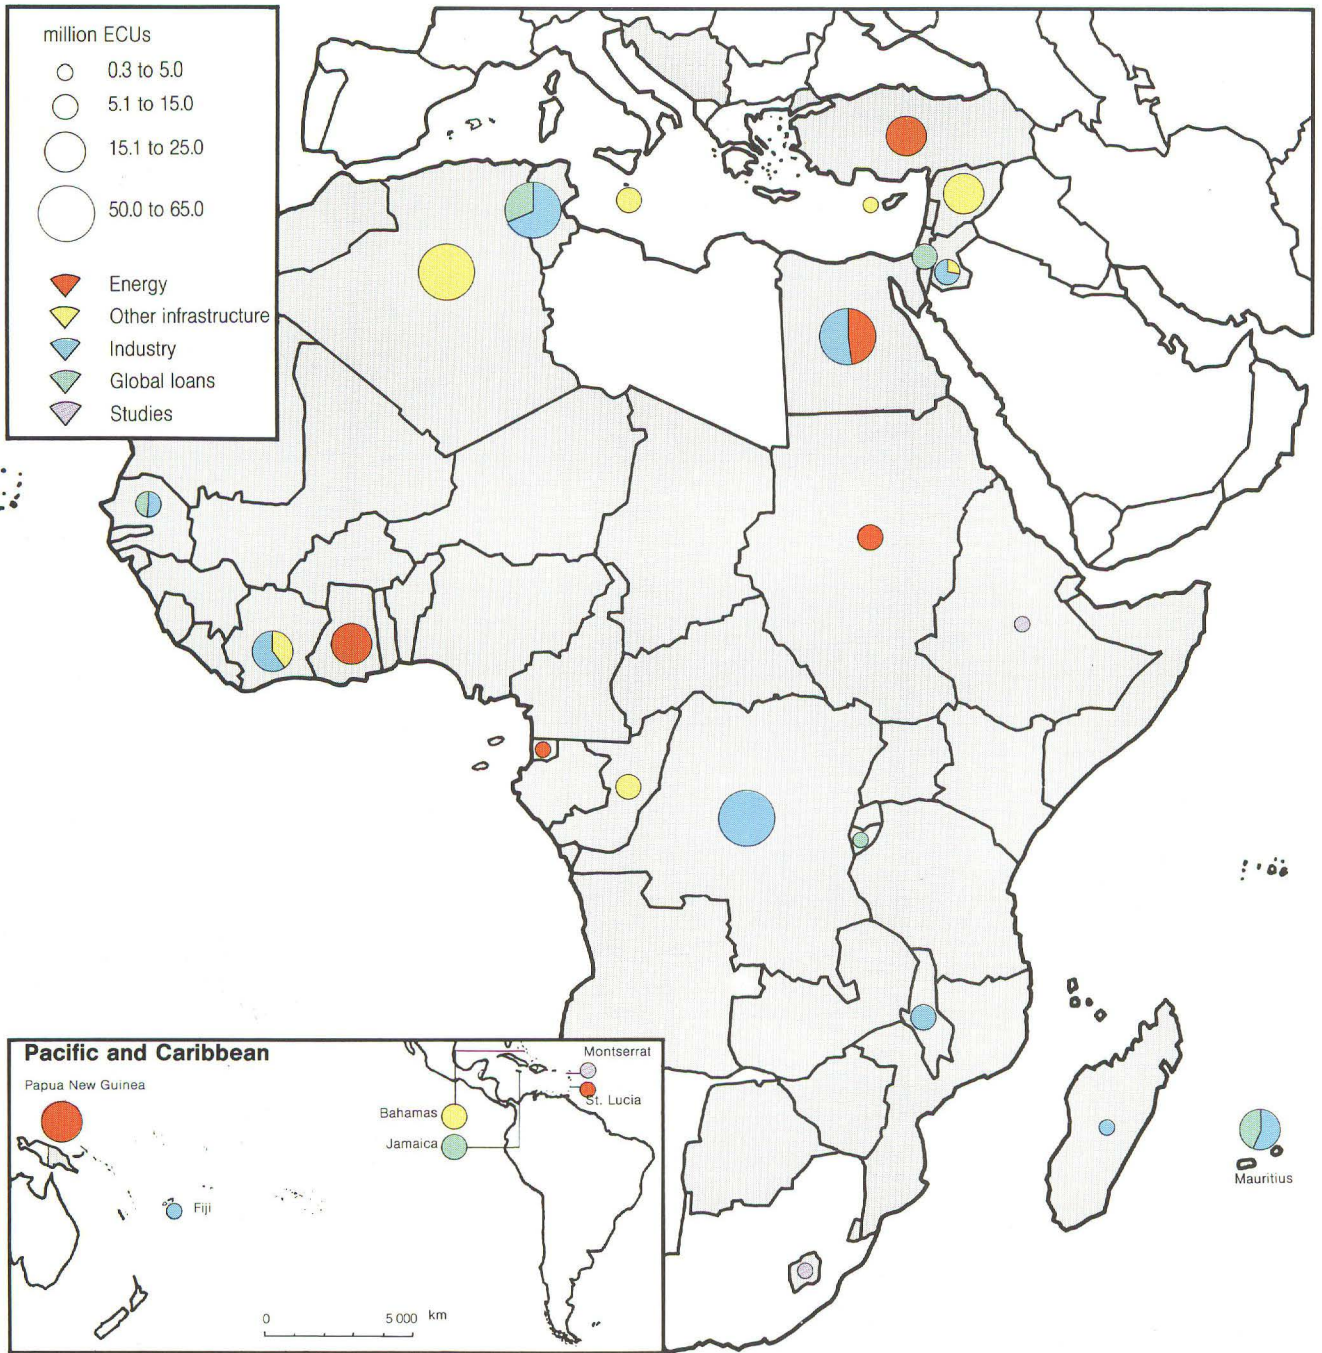 million ECUs
0.3 to 5.0
5.1 to 15.0
15.1 to 25.0
50.0 to 65.0
Energy
Other infrastructure
Industry
Global loans
Studies
Pacific and Caribbean
Papua New Guinea
Fiji
Bahamas
Jamaica
Montserrat
St. Lucia
0 5 000 km
Mauritius